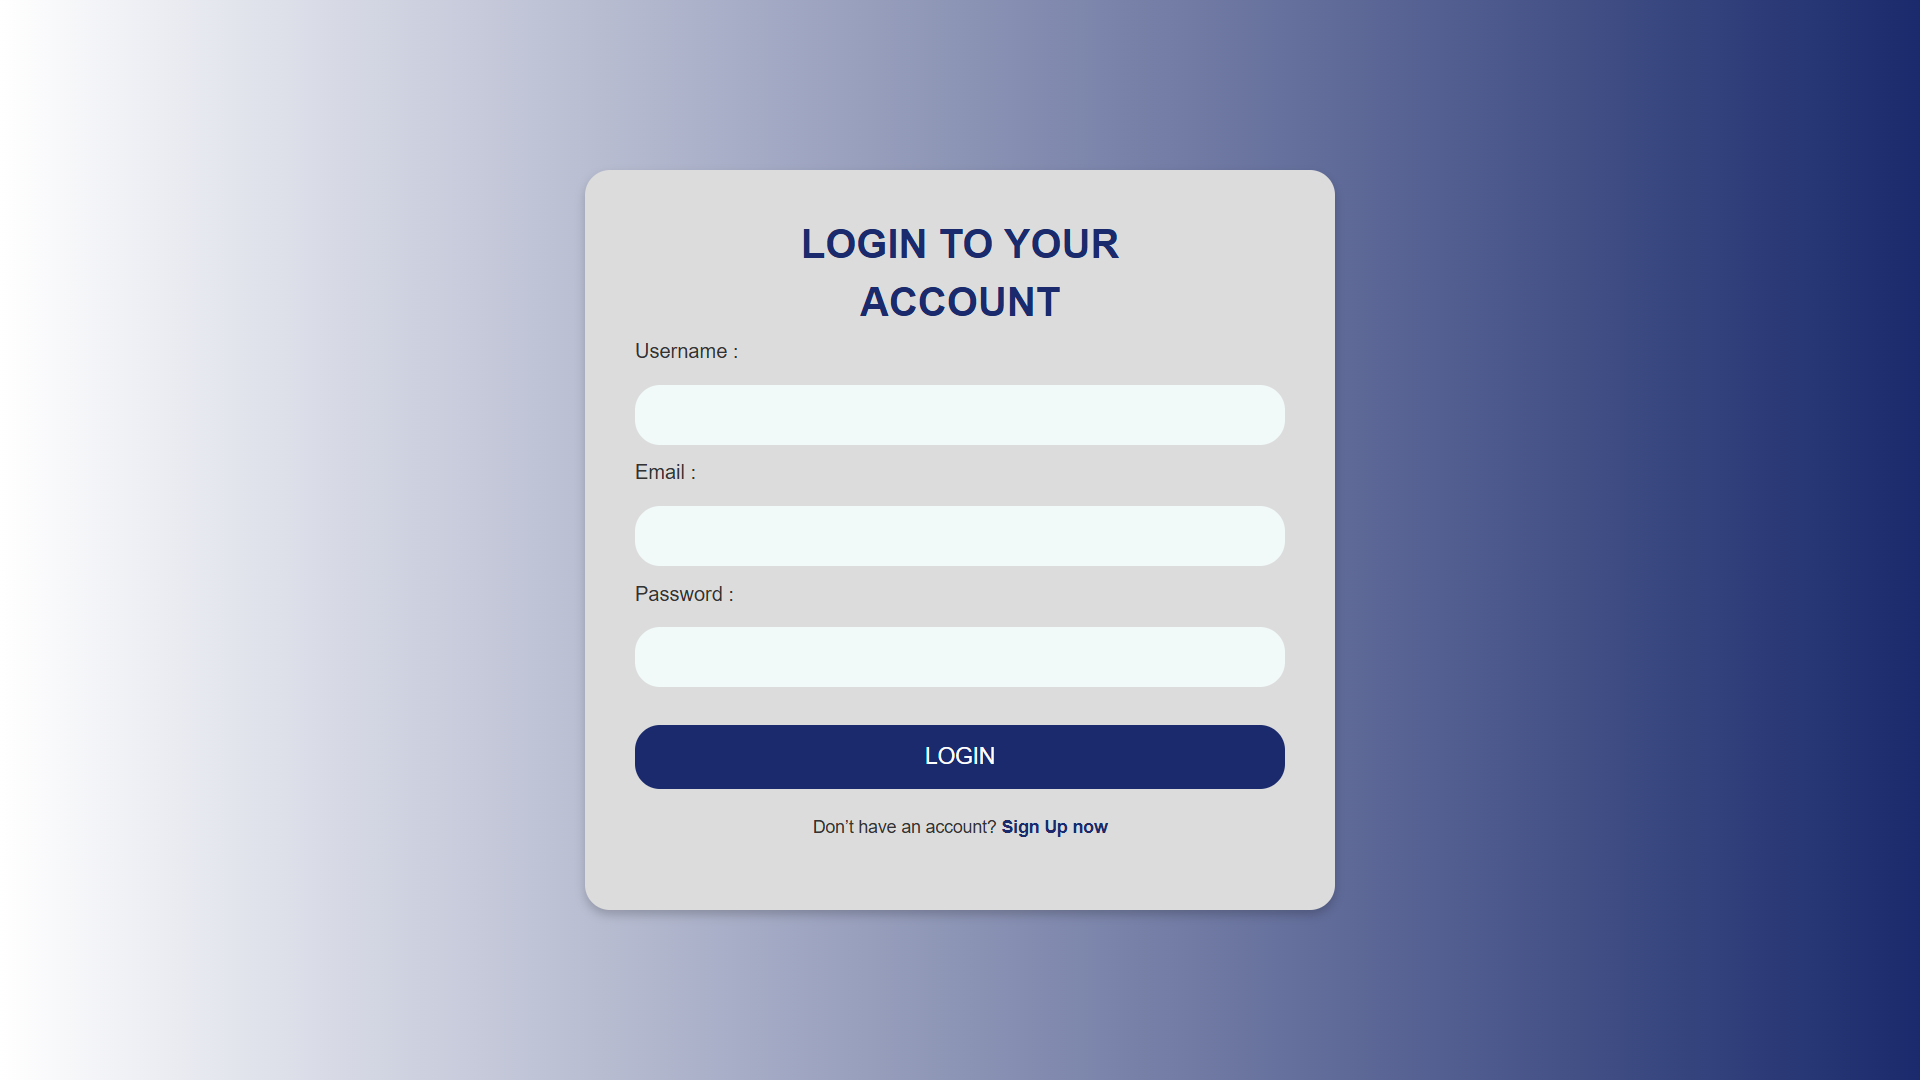 LOGIN TO YOUR
ACCOUNT
Username :
Email :
Password :
LOGIN
Don’t have an account? Sign Up now